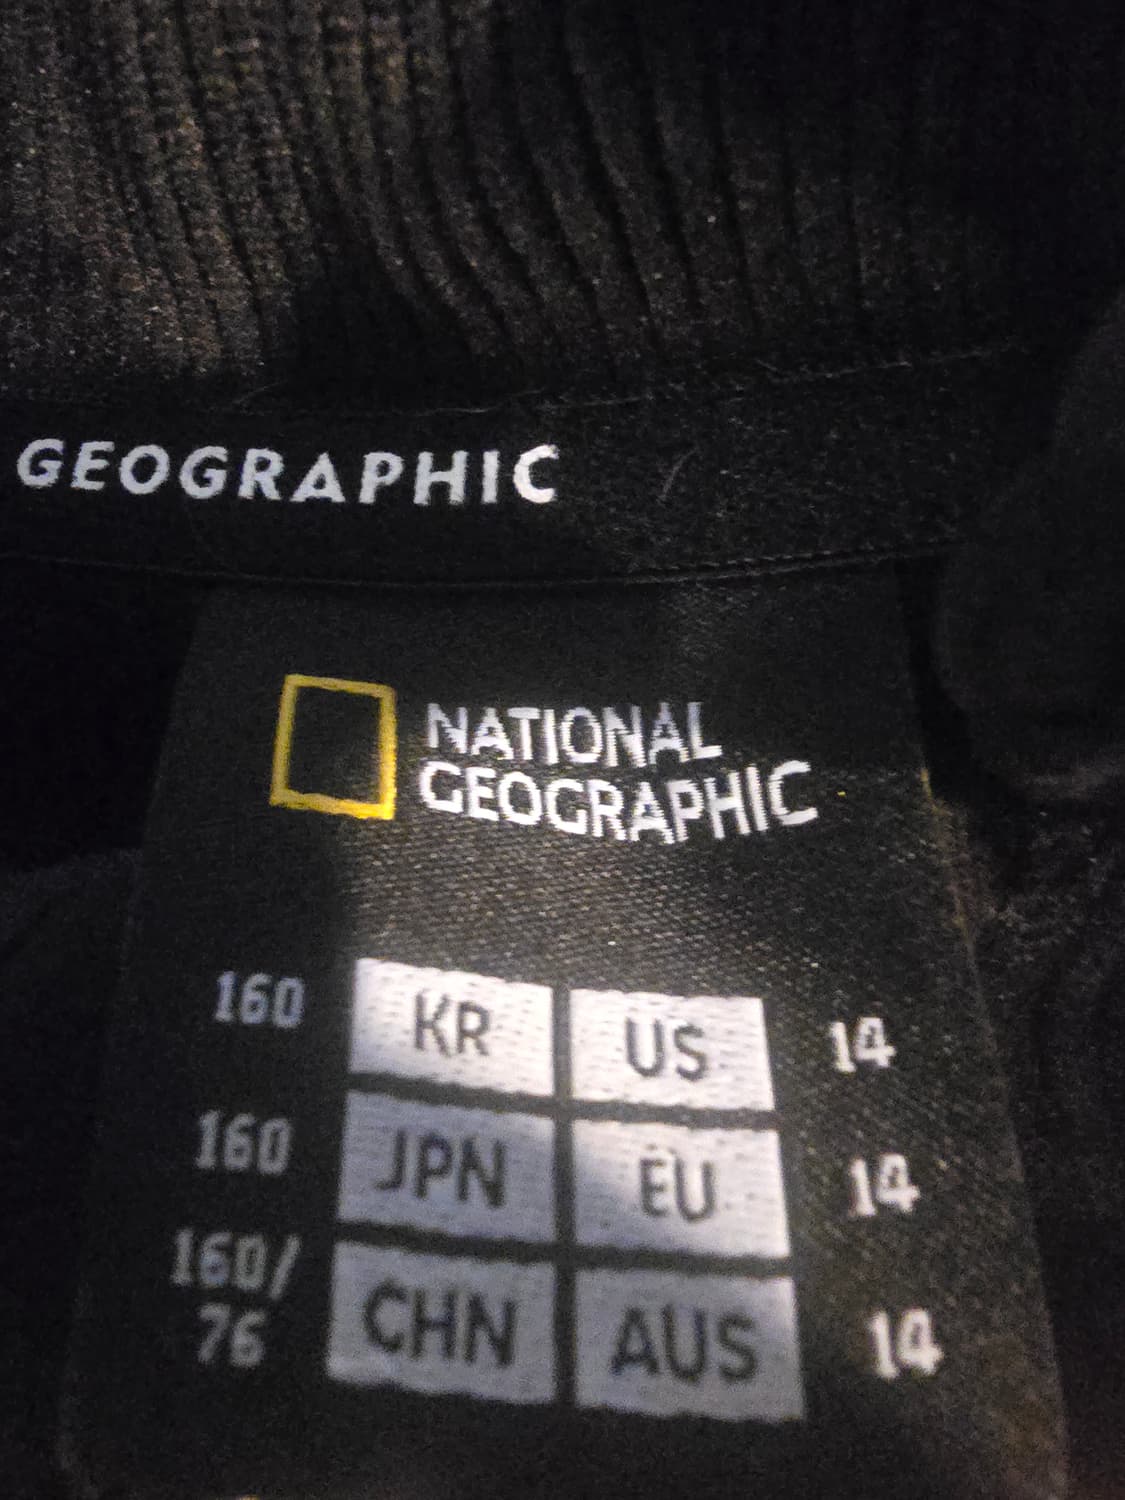 GEOGRAPHIC
NATIONAL
GEOGRAPHIC
160 KR US 14
160 JPN EU 14
160/
76 CHN AUS 14